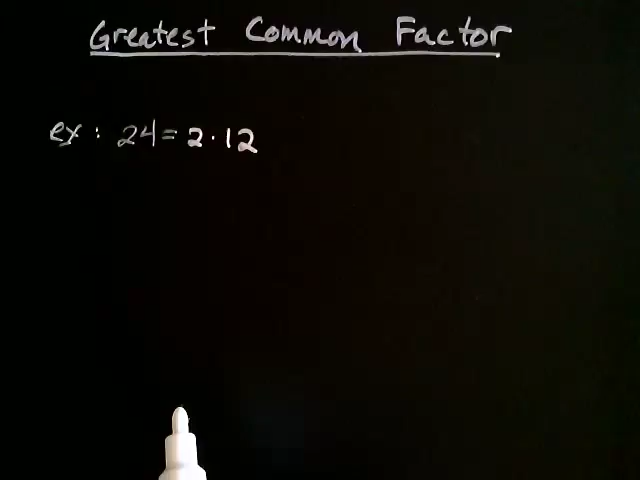 Greatest Common Factor
ex: 24 = 2 · 12